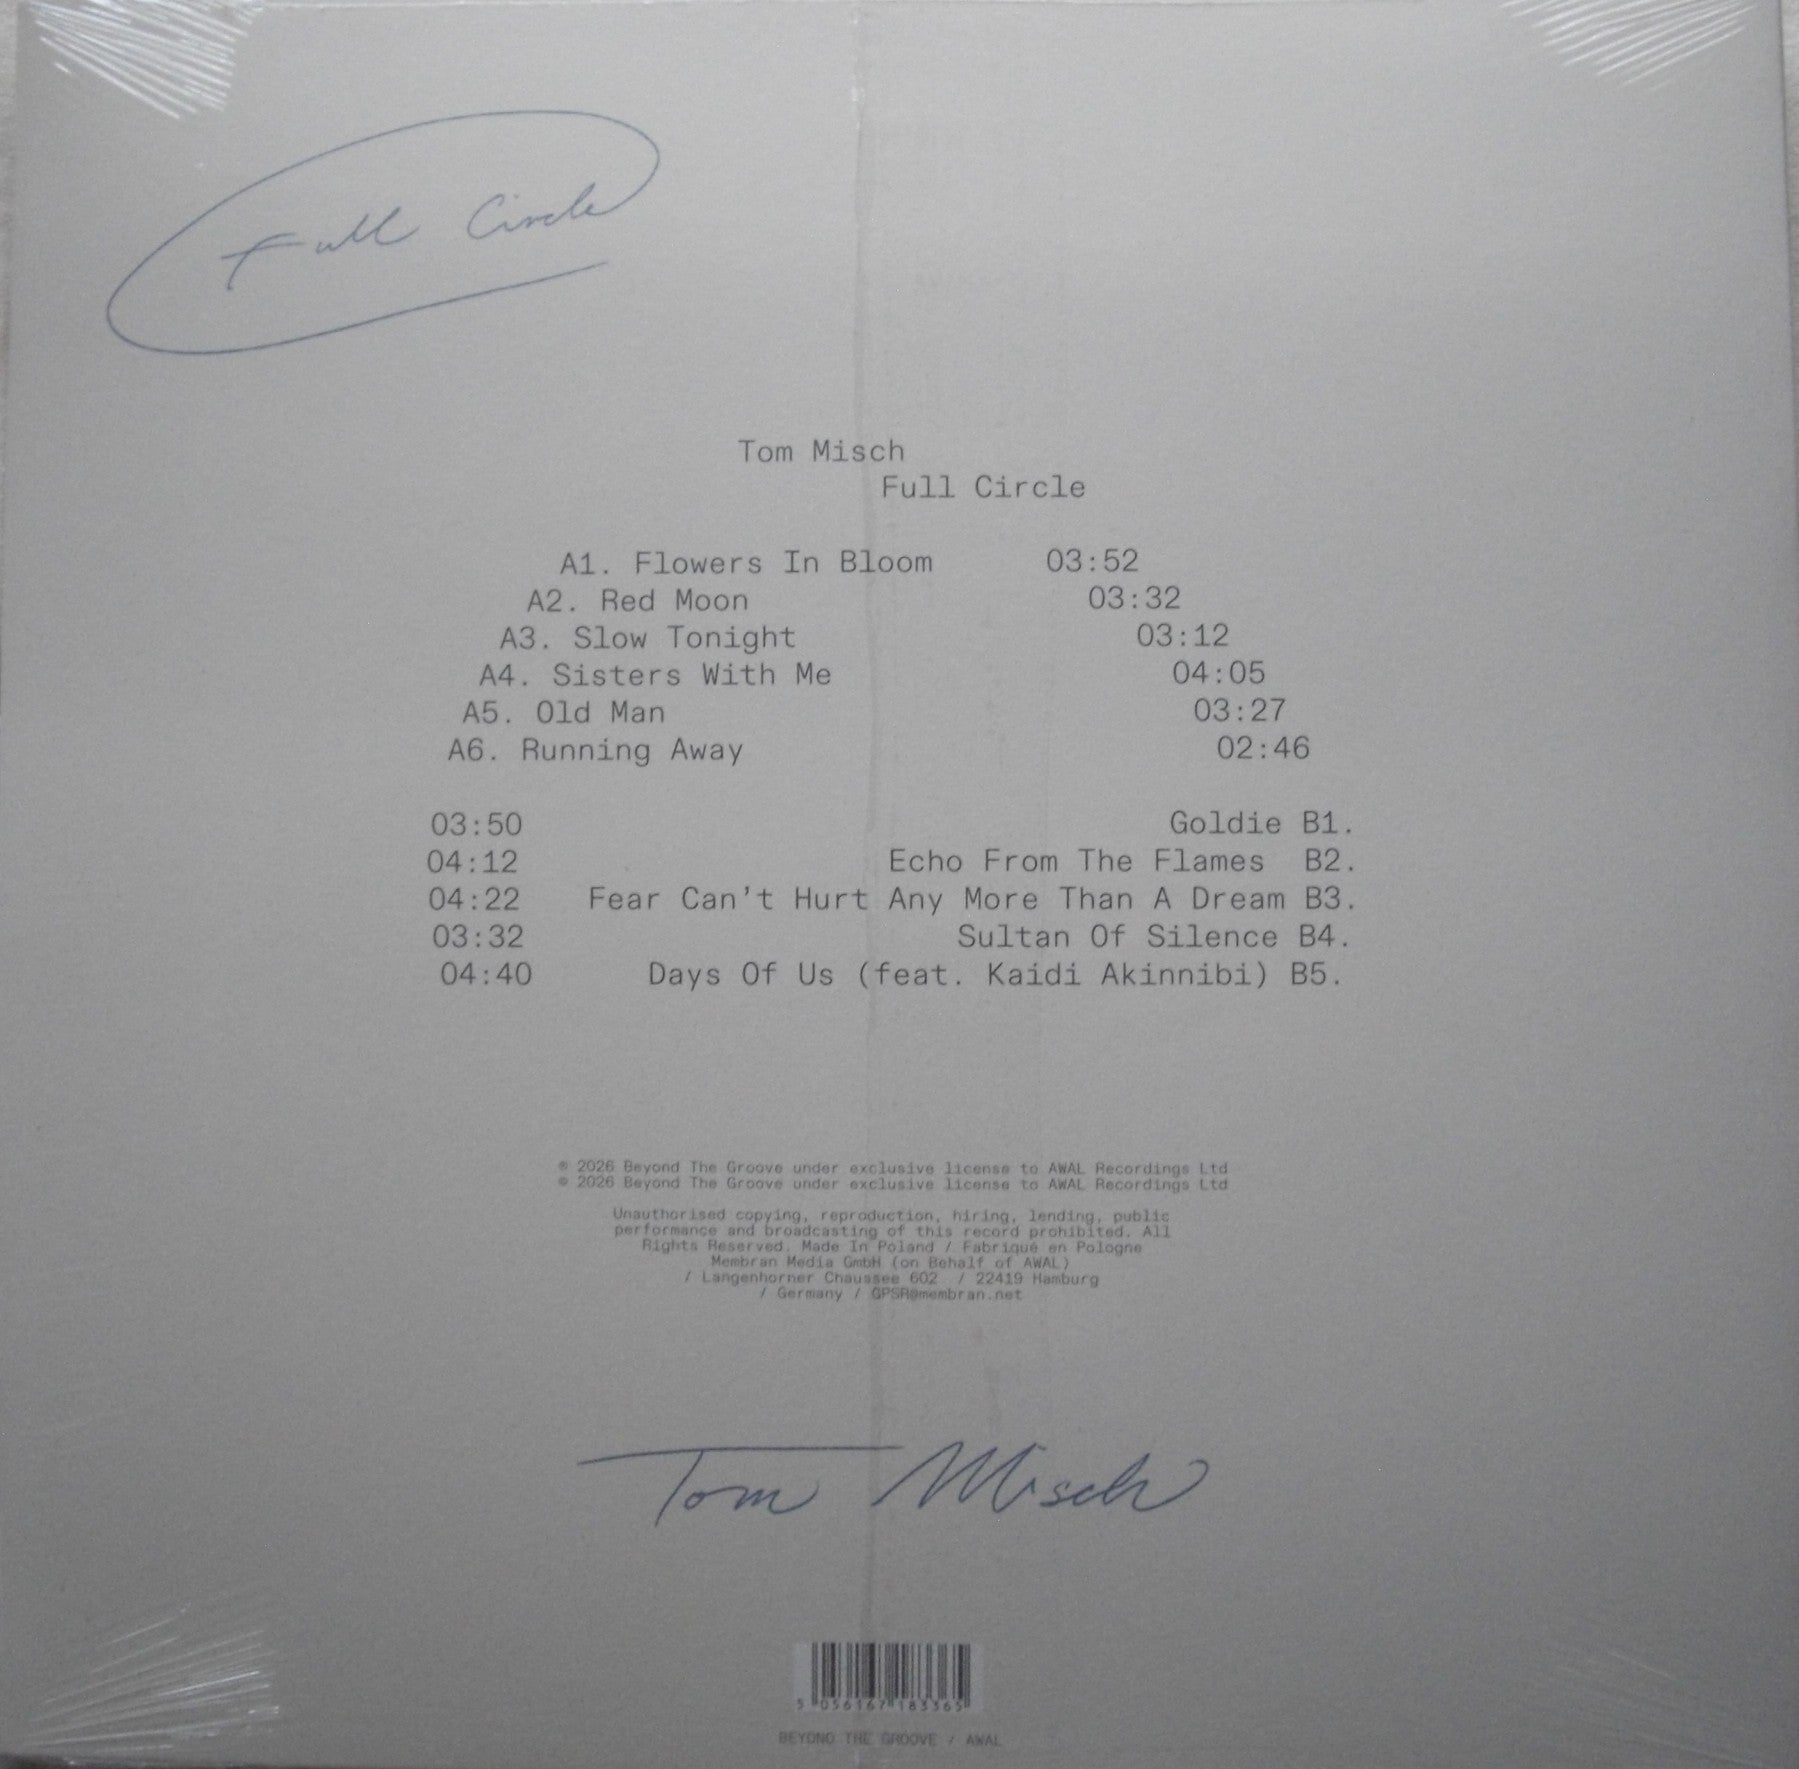 Full Circle
Tom Misch
Full Circle
A1. Flowers In Bloom 03:52
A2. Red Moon 03:32
A3. Slow Tonight 03:12
A4. Sisters With Me 04:05
A5. Old Man 03:27
A6. Running Away 02:46
03:50 Goldie B1.
04:12 Echo From The Flames B2.
04:22 Fear Can't Hurt Any More Than A Dream B3.
03:32 Sultan Of Silence B4.
04:40 Days Of Us (feat. Kaidi Akinnibi) B5.
℗ 2026 Beyond The Groove under exclusive license to AWAL Recordings Ltd
© 2026 Beyond The Groove under exclusive license to AWAL Recordings Ltd
Unauthorised copying, reproduction, hiring, lending, public
performance and broadcasting of this record prohibited. All
Rights Reserved. Made In Poland / Fabriqué en Pologne
Membran Media GmbH (on Behalf of AWAL)
/ Langenhorner Chaussee 602 / 22419 Hamburg
/ Germany / GPSR@membran.net
Tom Misch
5 056167 183365
BEYOND THE GROOVE / AWAL